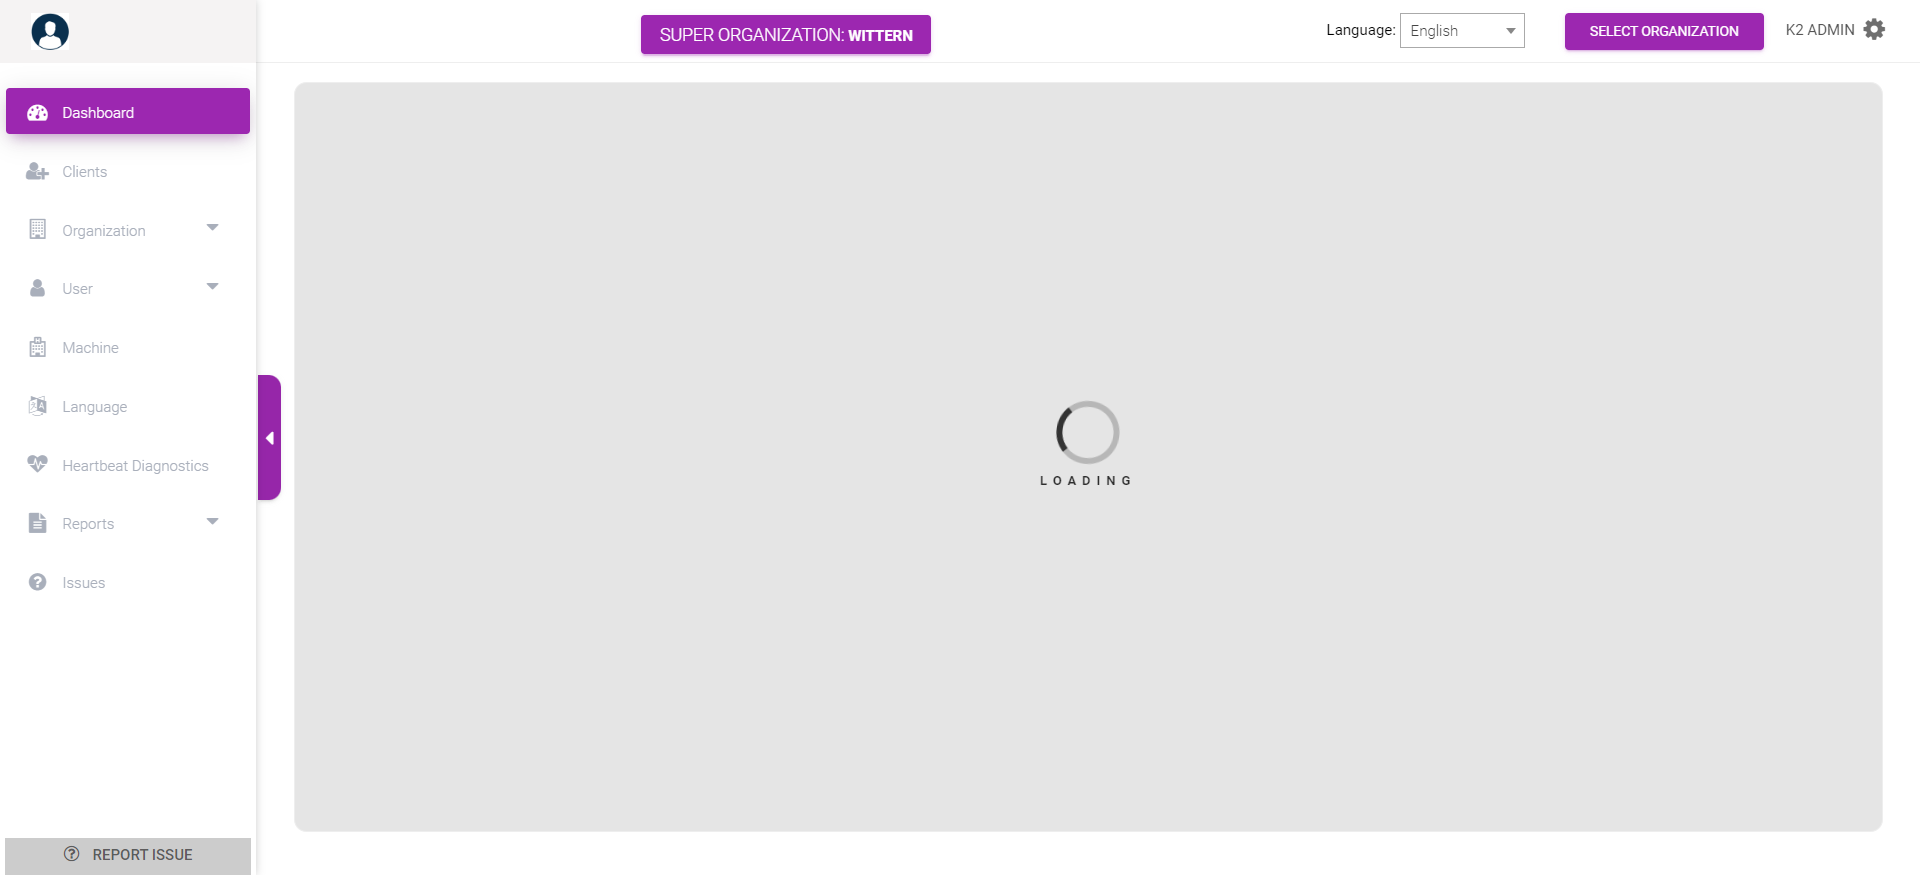 SUPER ORGANIZATION: WITTERN
Language: English
SELECT ORGANIZATION
K2 ADMIN
Dashboard
Clients
Organization
User
Machine
Language
Heartbeat Diagnostics
Reports
Issues
LOADING
REPORT ISSUE